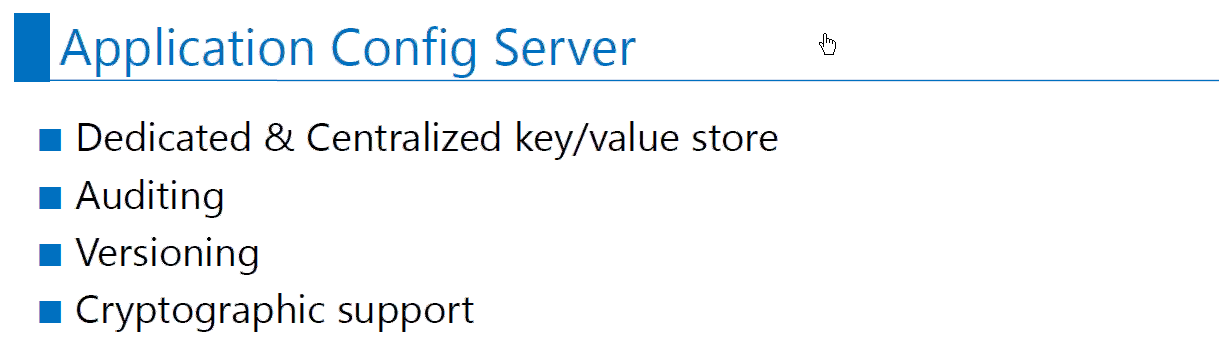 Application Config Server
Dedicated & Centralized key/value store
Auditing
Versioning
Cryptographic support